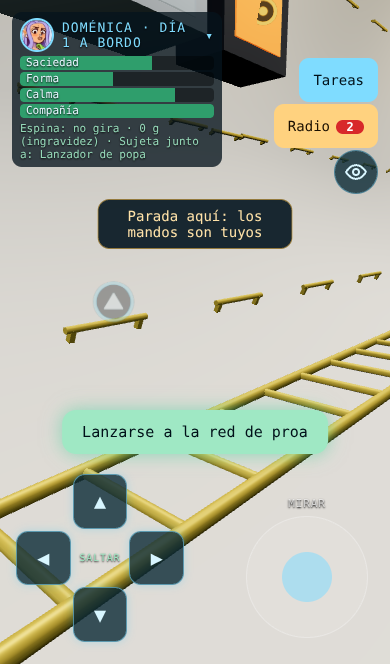 DOMÉNICA · DÍA
1 A BORDO
▼
Saciedad
Forma
Calma
Compañía
Espina: no gira · 0 g
(ingravidez) · Sujeta junto
a: Lanzador de popa
Tareas
Radio 2
Parada aquí: los
mandos son tuyos
Lanzarse a la red de proa
▲
◀ SALTAR ▶
▼
MIRAR